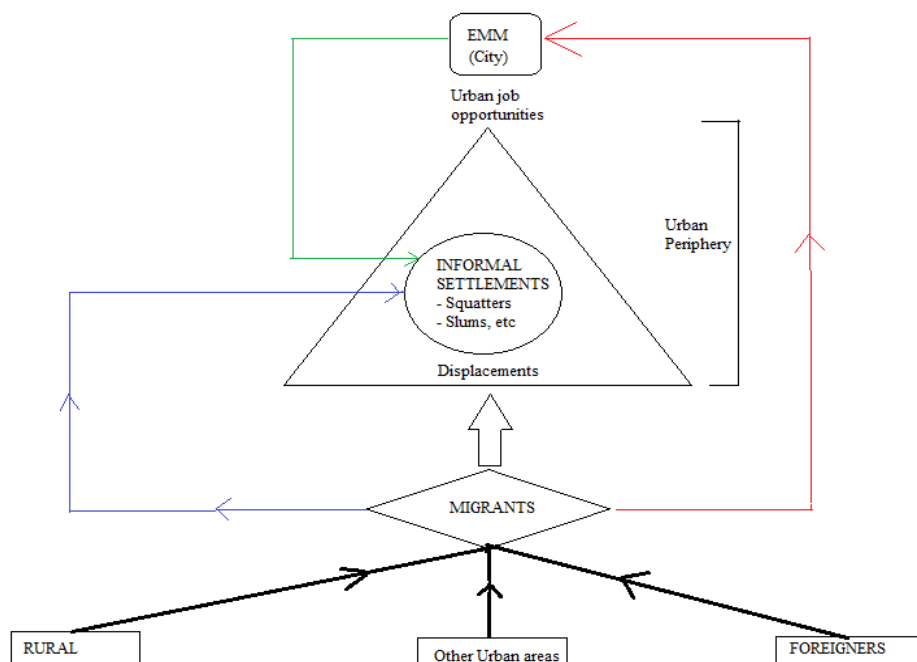 EMM
(City)
Urban job
opportunities
Urban
Periphery
INFORMAL
SETTLEMENTS
- Squatters
- Slums, etc
Displacements
MIGRANTS
RURAL
Other Urban areas
FOREIGNERS